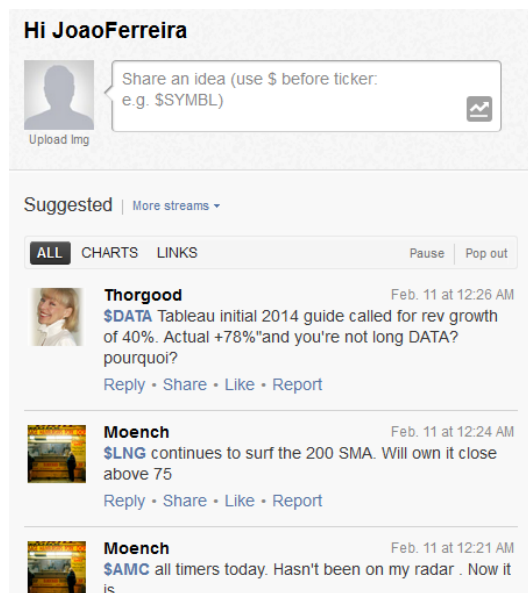 Hi JoaoFerreira
Share an idea (use $ before ticker:
e.g. $SYMBL)
Upload Img
Suggested | More streams
ALL CHARTS LINKS Pause Pop out
Thorgood Feb. 11 at 12:26 AM
$DATA Tableau initial 2014 guide called for rev growth
of 40%. Actual +78%"and you're not long DATA?
pourquoi?
Reply • Share • Like • Report
Moench Feb. 11 at 12:24 AM
$LNG continues to surf the 200 SMA. Will own it close
above 75
Reply • Share • Like • Report
Moench Feb. 11 at 12:21 AM
$AMC all timers today. Hasn't been on my radar . Now it
is